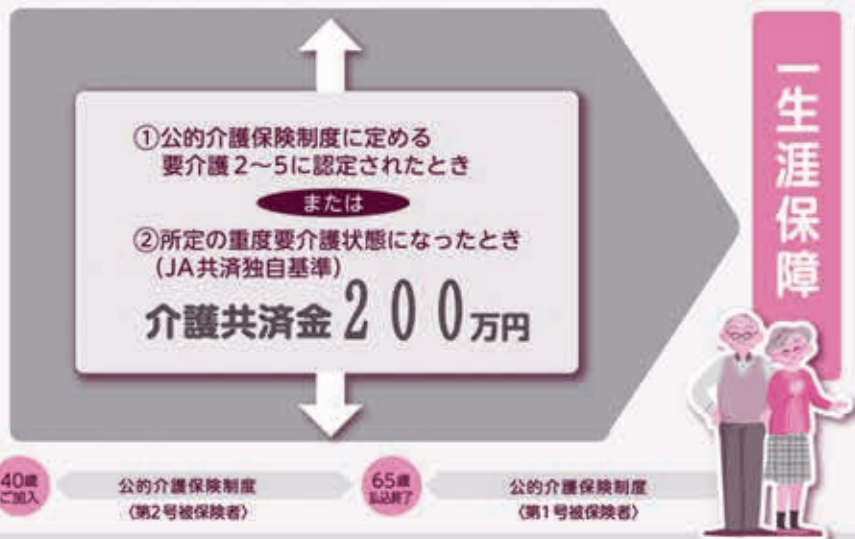 ①公的介護保険制度に定める
要介護2～5に認定されたとき
または
②所定の重度要介護状態になったとき
（JA共済独自基準）
介護共済金200万円
一生涯保障
40歳
ご加入
公的介護保険制度
〈第2号被保険者〉
65歳
払込終了
公的介護保険制度
〈第1号被保険者〉